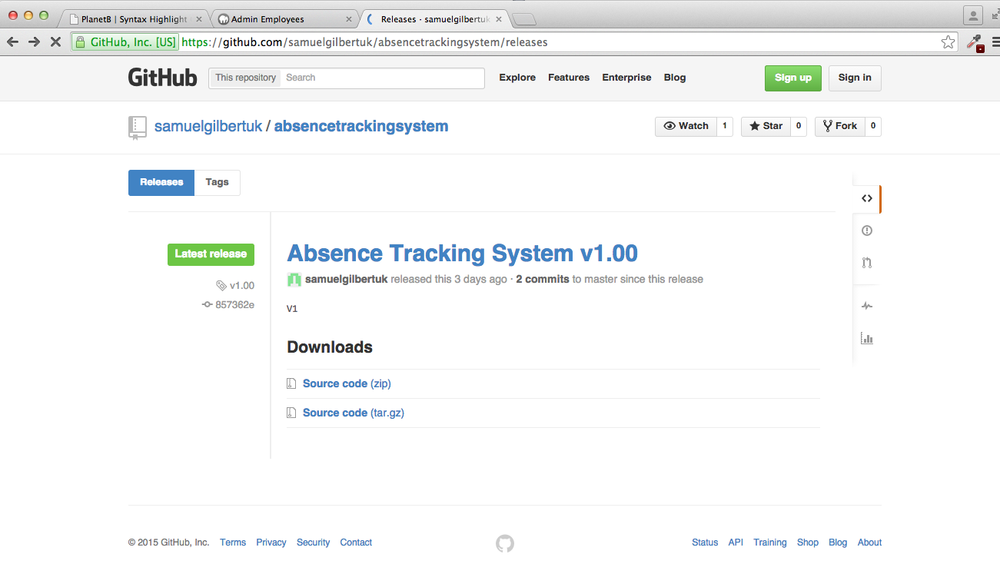 PlanetB | Syntax Highlight
Admin Employees
Releases · samuelgilbertuk
GitHub, Inc. [US] https://github.com/samuelgilbertuk/absencetrackingsystem/releases
GitHub This repository Search Explore Features Enterprise Blog Sign up Sign in
samuelgilbertuk / absencetrackingsystem Watch 1 Star 0 Fork 0
Releases Tags
Latest release
v1.00
857362e
Absence Tracking System v1.00
samuelgilbertuk released this 3 days ago · 2 commits to master since this release
V1
Downloads
Source code (zip)
Source code (tar.gz)
© 2015 GitHub, Inc. Terms Privacy Security Contact Status API Training Shop Blog About